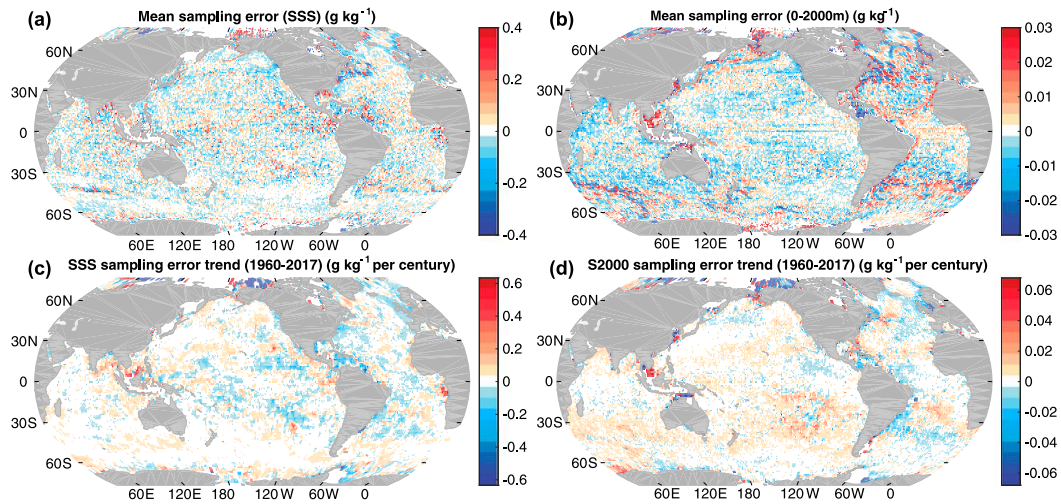 (a) Mean sampling error (SSS) (g kg⁻¹)
60N
30N
0
30S
60S
60E 120E 180 120W 60W 0
0.4
0.2
0
-0.2
-0.4
(b) Mean sampling error (0-2000m) (g kg⁻¹)
60N
30N
0
30S
60S
60E 120E 180 120W 60W 0
0.03
0.02
0.01
0
-0.01
-0.02
-0.03
(c) SSS sampling error trend (1960-2017) (g kg⁻¹ per century)
60N
30N
0
30S
60S
60E 120E 180 120W 60W 0
0.6
0.4
0.2
0
-0.2
-0.4
-0.6
(d) S2000 sampling error trend (1960-2017) (g kg⁻¹ per century)
60N
30N
0
30S
60S
60E 120E 180 120W 60W 0
0.06
0.04
0.02
0
-0.02
-0.04
-0.06